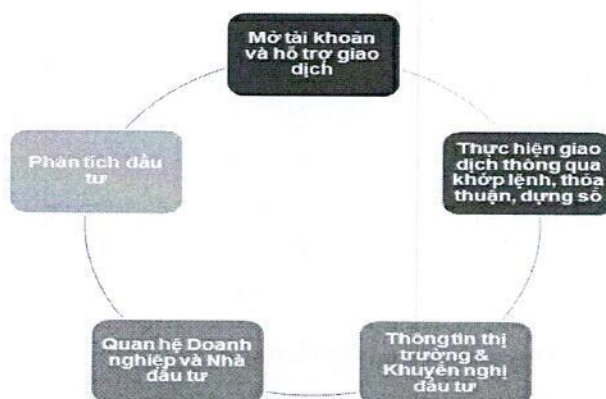 Mở tài khoản
và hỗ trợ giao
dịch
Thực hiện giao
dịch thông qua
khớp lệnh, thỏa
thuận, dựng sổ
Thông tin thị
trường &
Khuyến nghị
đầu tư
Quan hệ Doanh
nghiệp và Nhà
đầu tư
Phân tích đầu
tư